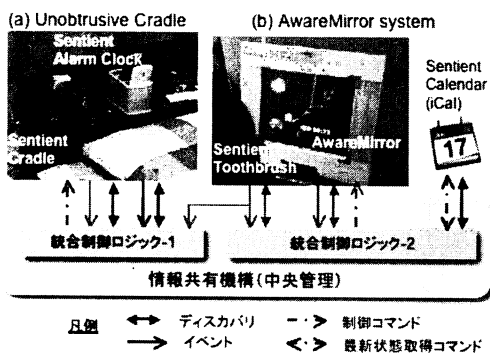 (a) Unobtrusive Cradle
(b) AwareMirror system
Sentient
Alarm Clock
Sentient
Cradle
Sentient
Toothbrush
AwareMirror
Sentient
Calendar
(iCal)
17
統合制御ロジック-1
統合制御ロジック-2
情報共有機構(中央管理)
凡例
ディスカバリ
制御コマンド
イベント
最新状態取得コマンド